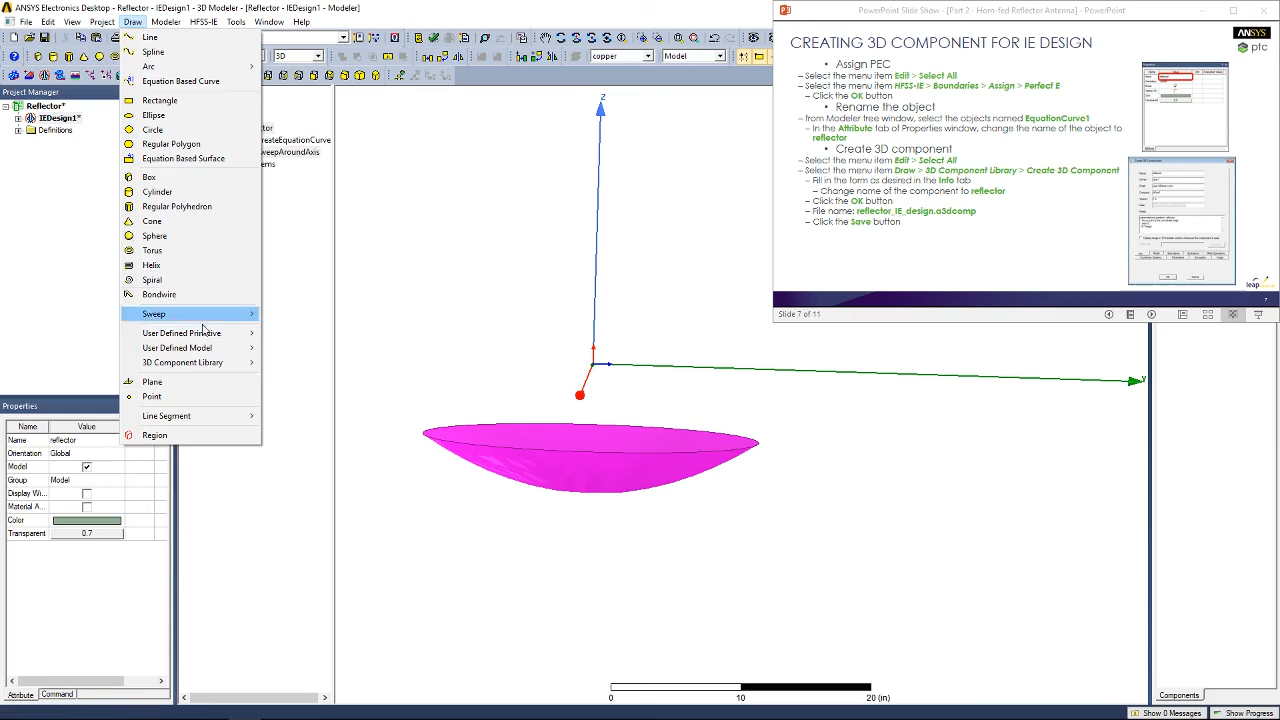 ANSYS Electronics Desktop - Reflector - IEDesign1 - 3D Modeler - [Reflector - IEDesign1 - Modeler]
File Edit View Project Draw Modeler HFSS-IE Tools Window Help
3D
copper
Model
Project Manager
Reflector*
IEDesign1*
Definitions
Line
Spline
Arc
Equation Based Curve
Rectangle
Ellipse
Circle
Regular Polygon
Equation Based Surface
Box
Cylinder
Regular Polyhedron
Cone
Sphere
Torus
Helix
Spiral
Bondwire
Sweep
User Defined Primitive
User Defined Model
3D Component Library
Plane
Point
Line Segment
Region
Properties
Name Value
Name reflector
Orientation Global
Model
Group Model
Display Wi...
Material A...
Color
Transparent 0.7
Attribute Command
Z
Y
0 10 20 (in)
PowerPoint Slide Show - [Part 2 - Horn-fed Reflector Antenna] - PowerPoint
CREATING 3D COMPONENT FOR IE DESIGN
ANSYS
ptc
• Assign PEC
– Select the menu item Edit > Select All
– Select the menu item HFSS-IE > Boundaries > Assign > Perfect E
– Click the OK button
• Rename the object
– from Modeler tree window, select the objects named EquationCurve1
– In the Attribute tab of Properties window, change the name of the object to
reflector
• Create 3D component
– Select the menu item Edit > Select All
– Select the menu item Draw > 3D Component Library > Create 3D Component
– Fill in the form as desired in the Info tab
– Change name of the component to reflector
– Click the OK button
– File name: reflector_IE_design.a3dcomp
– Click the Save button
leap
7
Slide 7 of 11
Components
Show 0 Messages Show Progress